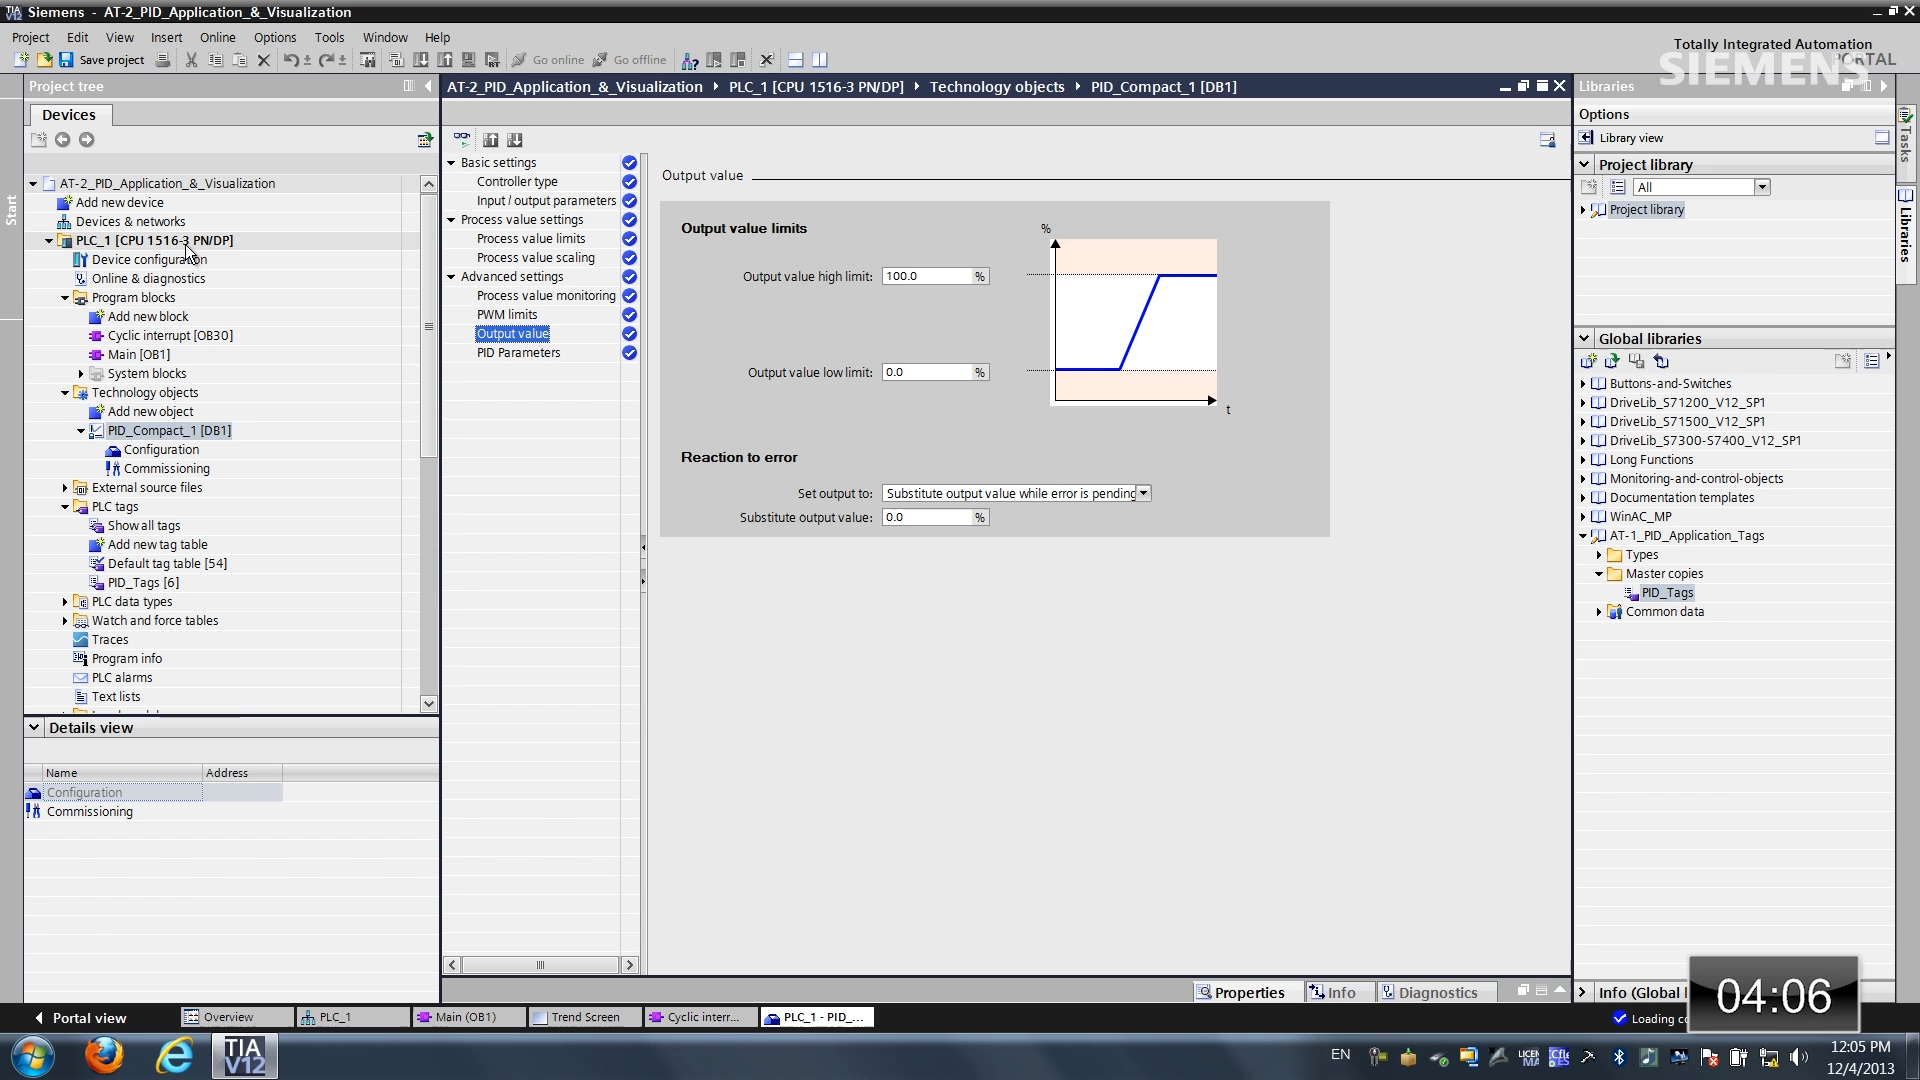 Siemens - AT-2_PID_Application_&_Visualization
TIA V12
Project Edit View Insert Online Options Tools Window Help
Totally Integrated Automation
PORTAL
SIEMENS
Save project
Go online
Go offline
Project tree
AT-2_PID_Application_&_Visualization
PLC_1 [CPU 1516-3 PN/DP]
Technology objects
PID_Compact_1 [DB1]
Libraries
Devices
Options
Library view
Start
AT-2_PID_Application_&_Visualization
Add new device
Devices & networks
PLC_1 [CPU 1516-3 PN/DP]
Device configuration
Online & diagnostics
Program blocks
Add new block
Cyclic interrupt [OB30]
Main [OB1]
System blocks
Technology objects
Add new object
PID_Compact_1 [DB1]
Configuration
Commissioning
External source files
PLC tags
Show all tags
Add new tag table
Default tag table [54]
PID_Tags [6]
PLC data types
Watch and force tables
Traces
Program info
PLC alarms
Text lists
Details view
Name Address
Configuration
Commissioning
Basic settings
Controller type
Input / output parameters
Process value settings
Process value limits
Process value scaling
Advanced settings
Process value monitoring
PWM limits
Output value
PID Parameters
Output value
Output value limits
%
Output value high limit: 100.0 %
Output value low limit: 0.0 %
t
Reaction to error
Set output to: Substitute output value while error is pending
Substitute output value: 0.0 %
Project library
All
Project library
Global libraries
Buttons-and-Switches
DriveLib_S71200_V12_SP1
DriveLib_S71500_V12_SP1
DriveLib_S7300-S7400_V12_SP1
Long Functions
Monitoring-and-control-objects
Documentation templates
WinAC_MP
AT-1_PID_Application_Tags
Types
Master copies
PID_Tags
Common data
Tasks
Libraries
Properties Info Diagnostics
Info (Global
04:06
Portal view
Overview
PLC_1
Main (OB1)
Trend Screen
Cyclic interr...
PLC_1 - PID_...
Loading
TIA V12
EN
12:05 PM
12/4/2013